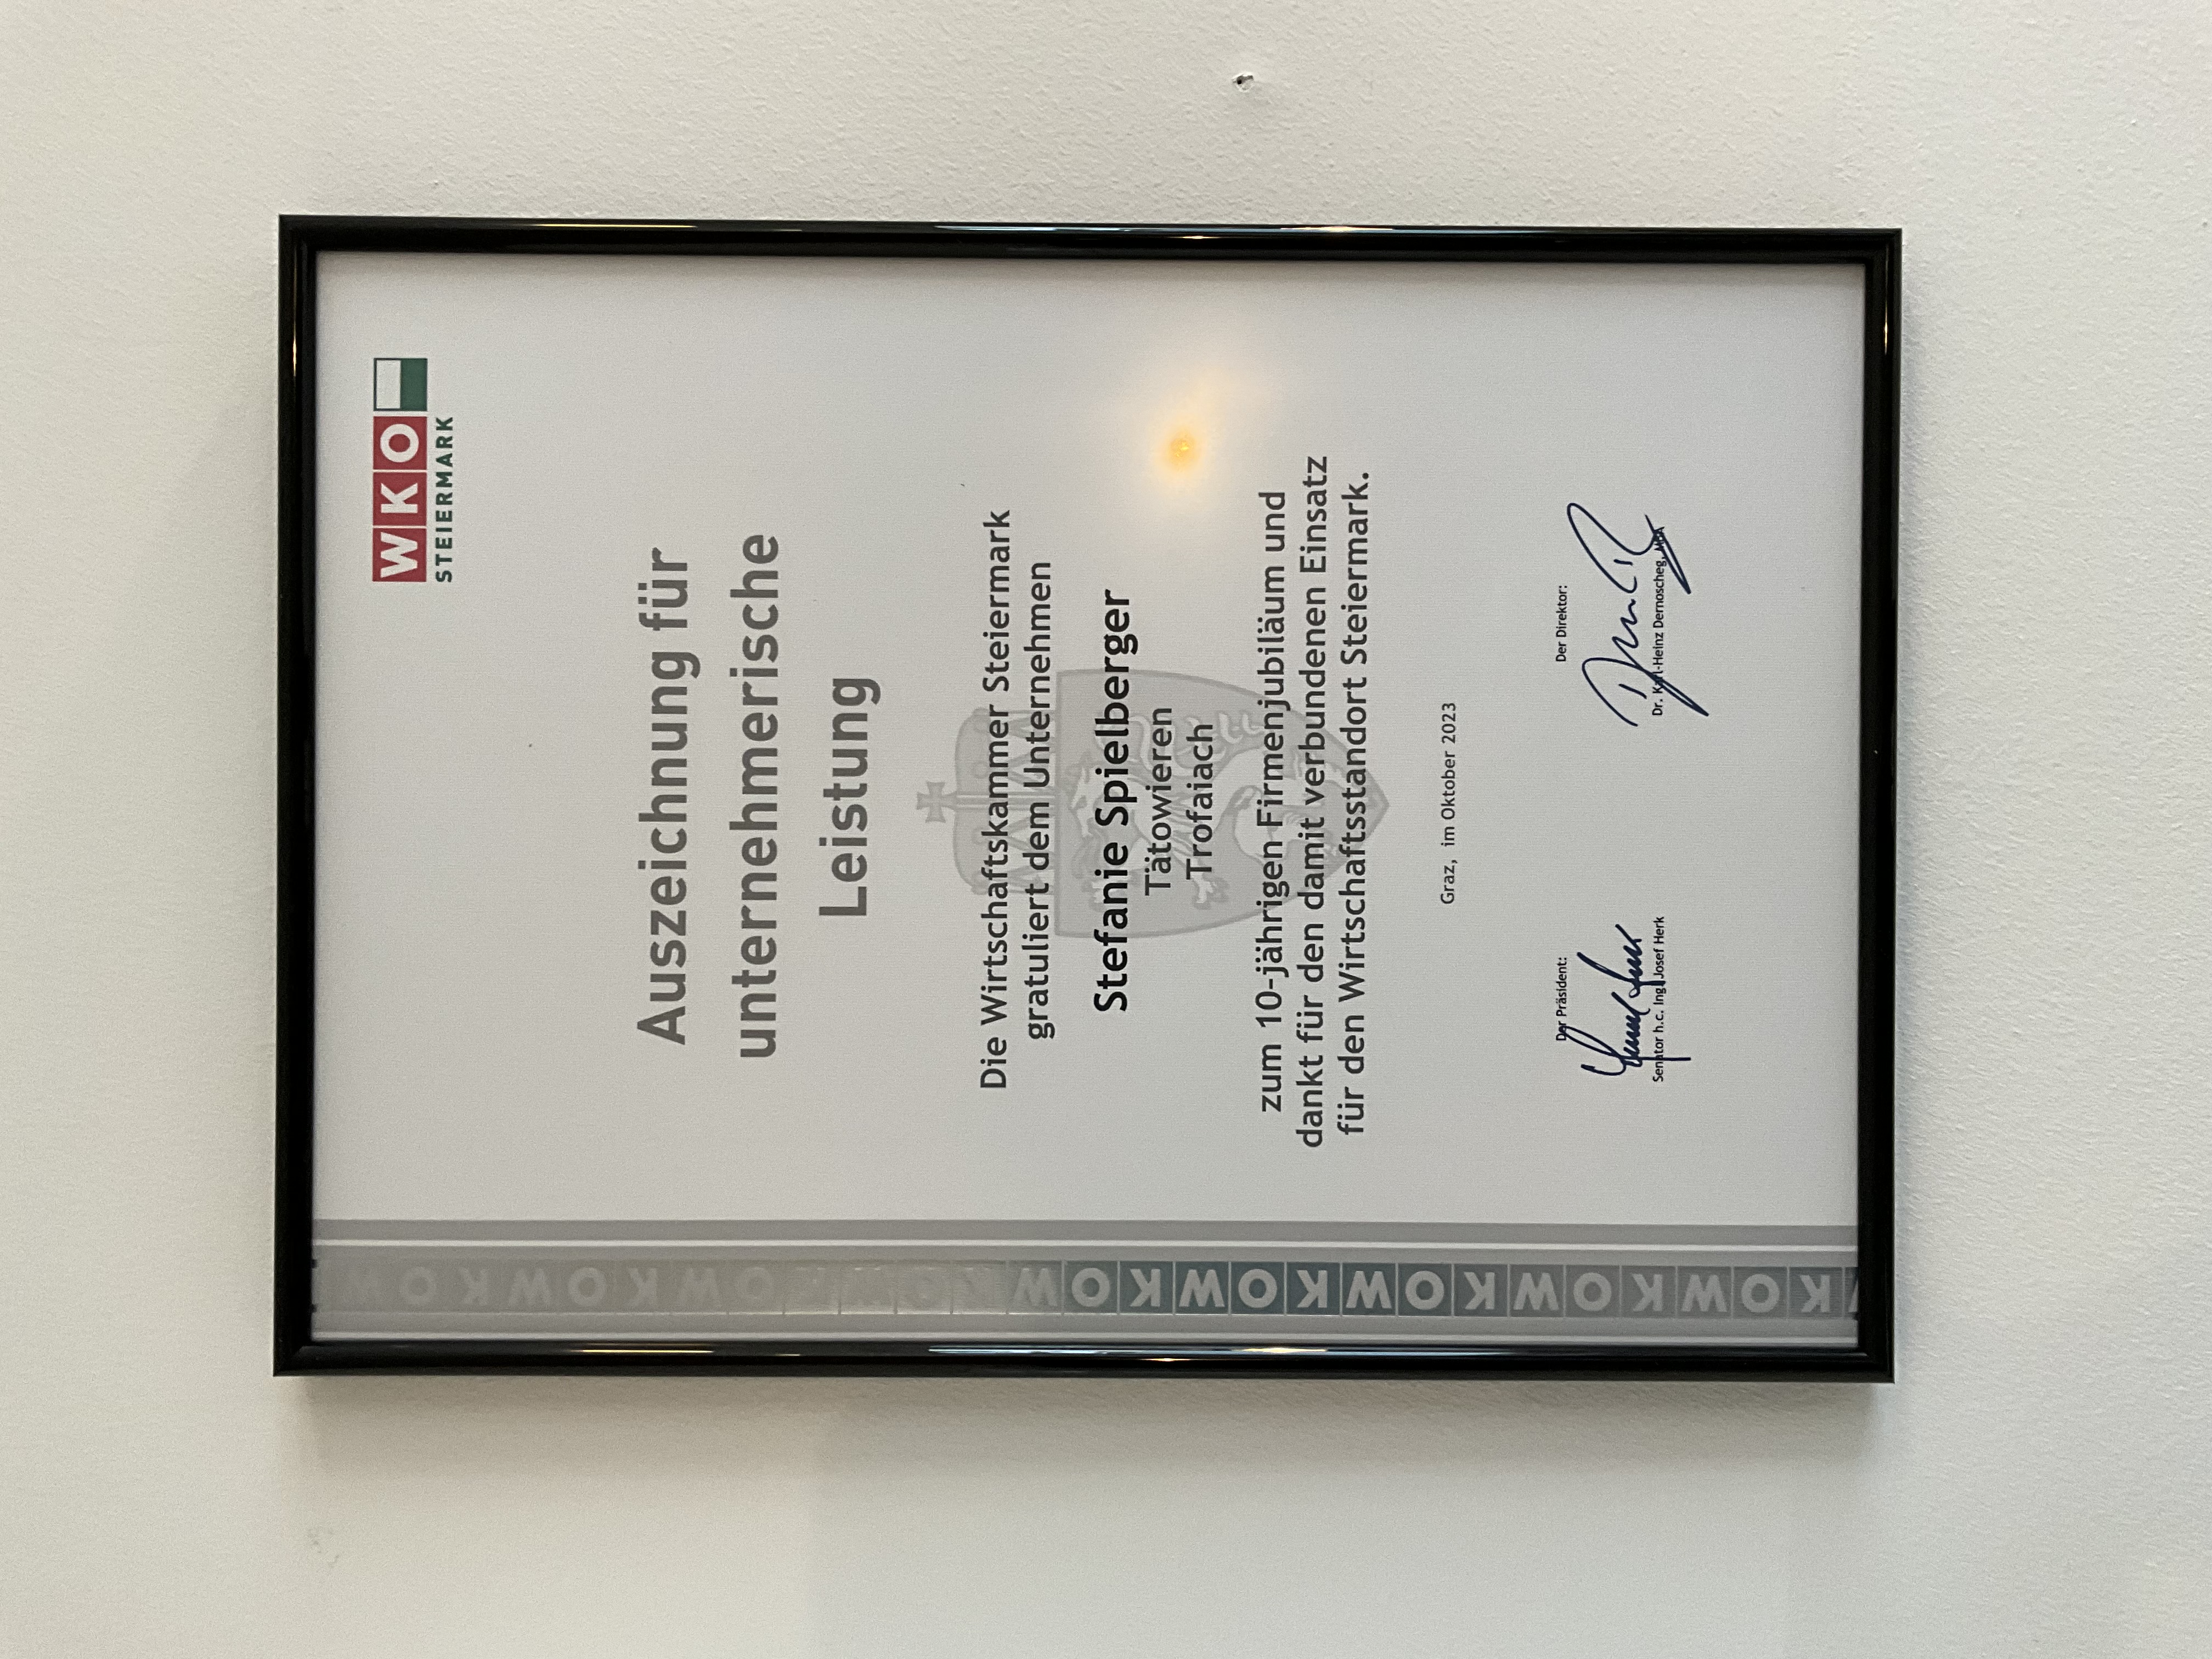 WKO
STEIERMARK
Auszeichnung für
unternehmerische
Leistung
Die Wirtschaftskammer Steiermark
gratuliert dem Unternehmen
Stefanie Spielberger
Tätowieren
Trofaiach
zum 10-jährigen Firmenjubiläum und
dankt für den damit verbundenen Einsatz
für den Wirtschaftsstandort Steiermark.
Graz, im Oktober 2023
Der Präsident:
Senator h.c. Ing. Josef Herk
Der Direktor:
Dr. Karl-Heinz Dernoscheg, MBA
WKOWKOWKOWKOWKOWKOWKOWKOWKOW